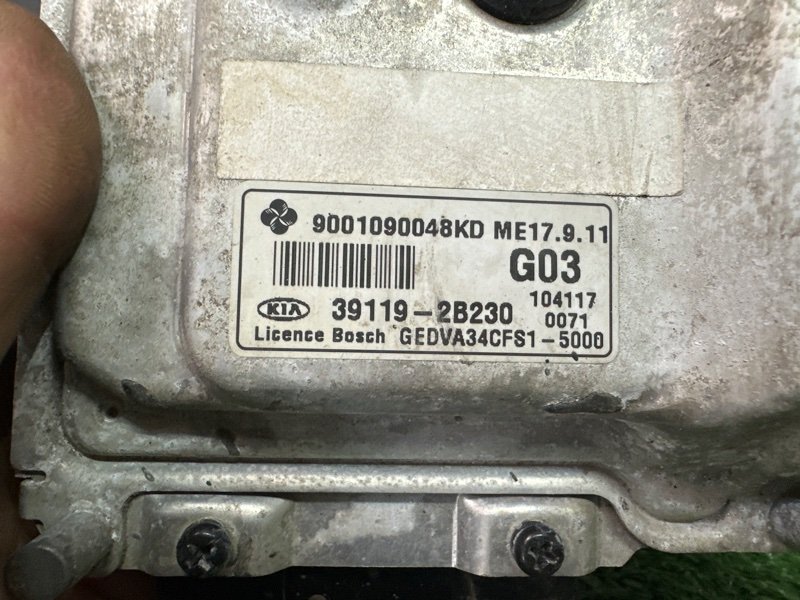 9001090048KD ME17.9.11
G03
104117
KIA 39119-2B230 0071
Licence Bosch GEDVA34CFS1-5000